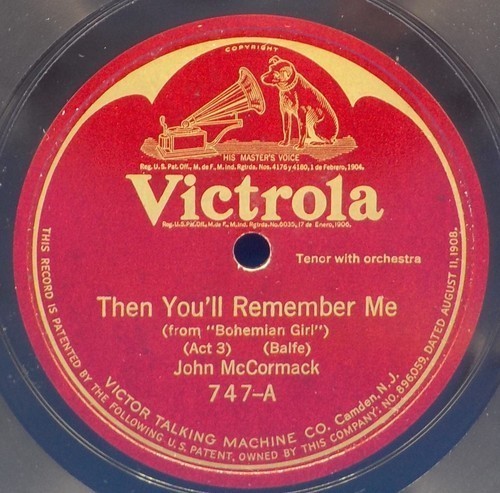 COPYRIGHT
HIS MASTER'S VOICE
Reg. U. S. Pat. Off., M. de F., M. Ind. Rgtrda. Nos. 4176 y 4180, 1 de Febrero, 1904.
Victrola
Reg. U.S. Pat. Off., M. de F., M. Ind. Rgtrda. No. 6035, 17 de Enero, 1906.
Tenor with orchestra
Then You'll Remember Me
(from "Bohemian Girl")
(Act 3) (Balfe)
John McCormack
747-A
VICTOR TALKING MACHINE CO. Camden, N. J.
THIS RECORD IS PATENTED BY THE FOLLOWING U. S. PATENT, OWNED BY THIS COMPANY: NO. 896,059, DATED AUGUST 11, 1908.